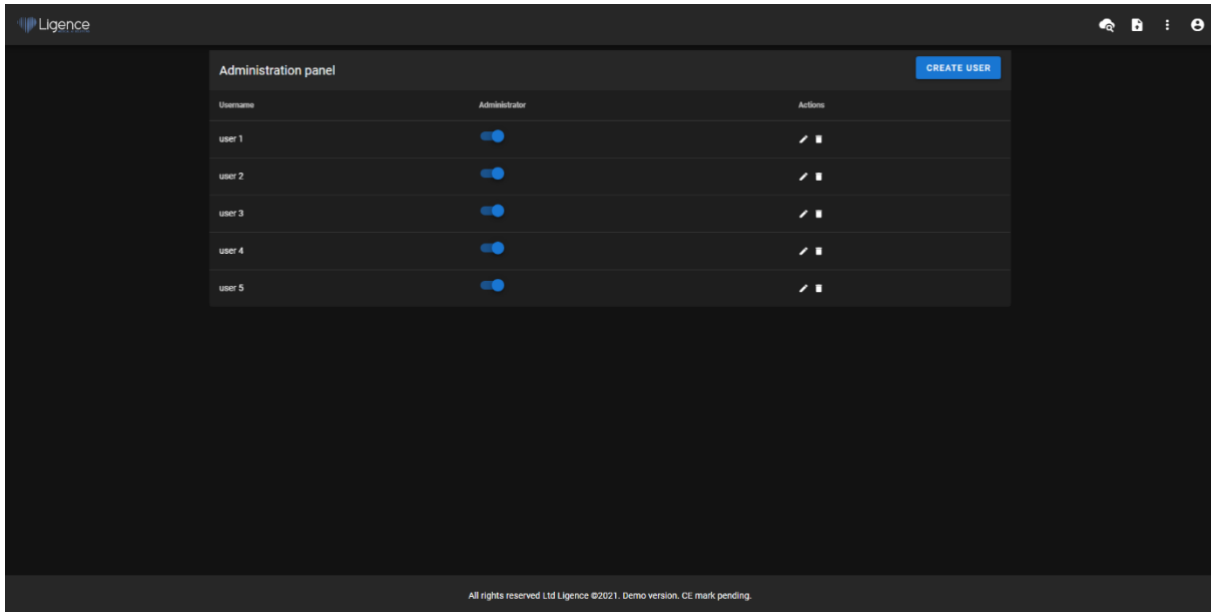 Ligence
Administration panel
CREATE USER
Username Administrator Actions
user 1
user 2
user 3
user 4
user 5
All rights reserved Ltd Ligence ©2021. Demo version. CE mark pending.